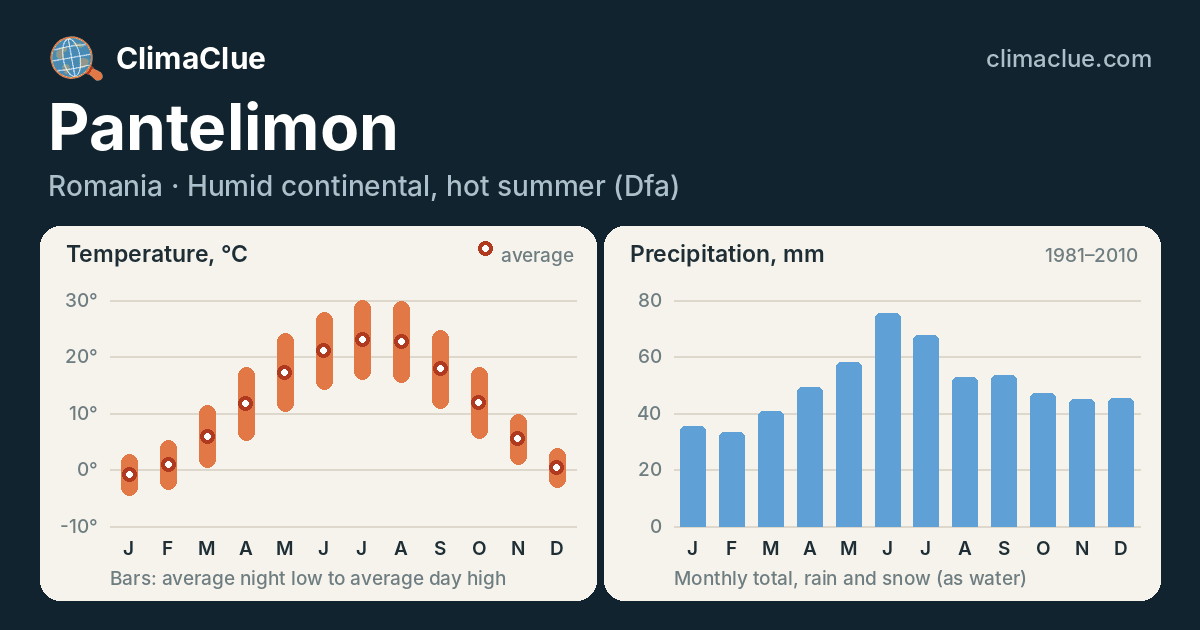 ClimaClue
climaclue.com
Pantelimon
Romania · Humid continental, hot summer (Dfa)
Temperature, °C
average
30°
20°
10°
0°
-10°
J F M A M J J A S O N D
Bars: average night low to average day high
Precipitation, mm
1981–2010
80
60
40
20
0
J F M A M J J A S O N D
Monthly total, rain and snow (as water)